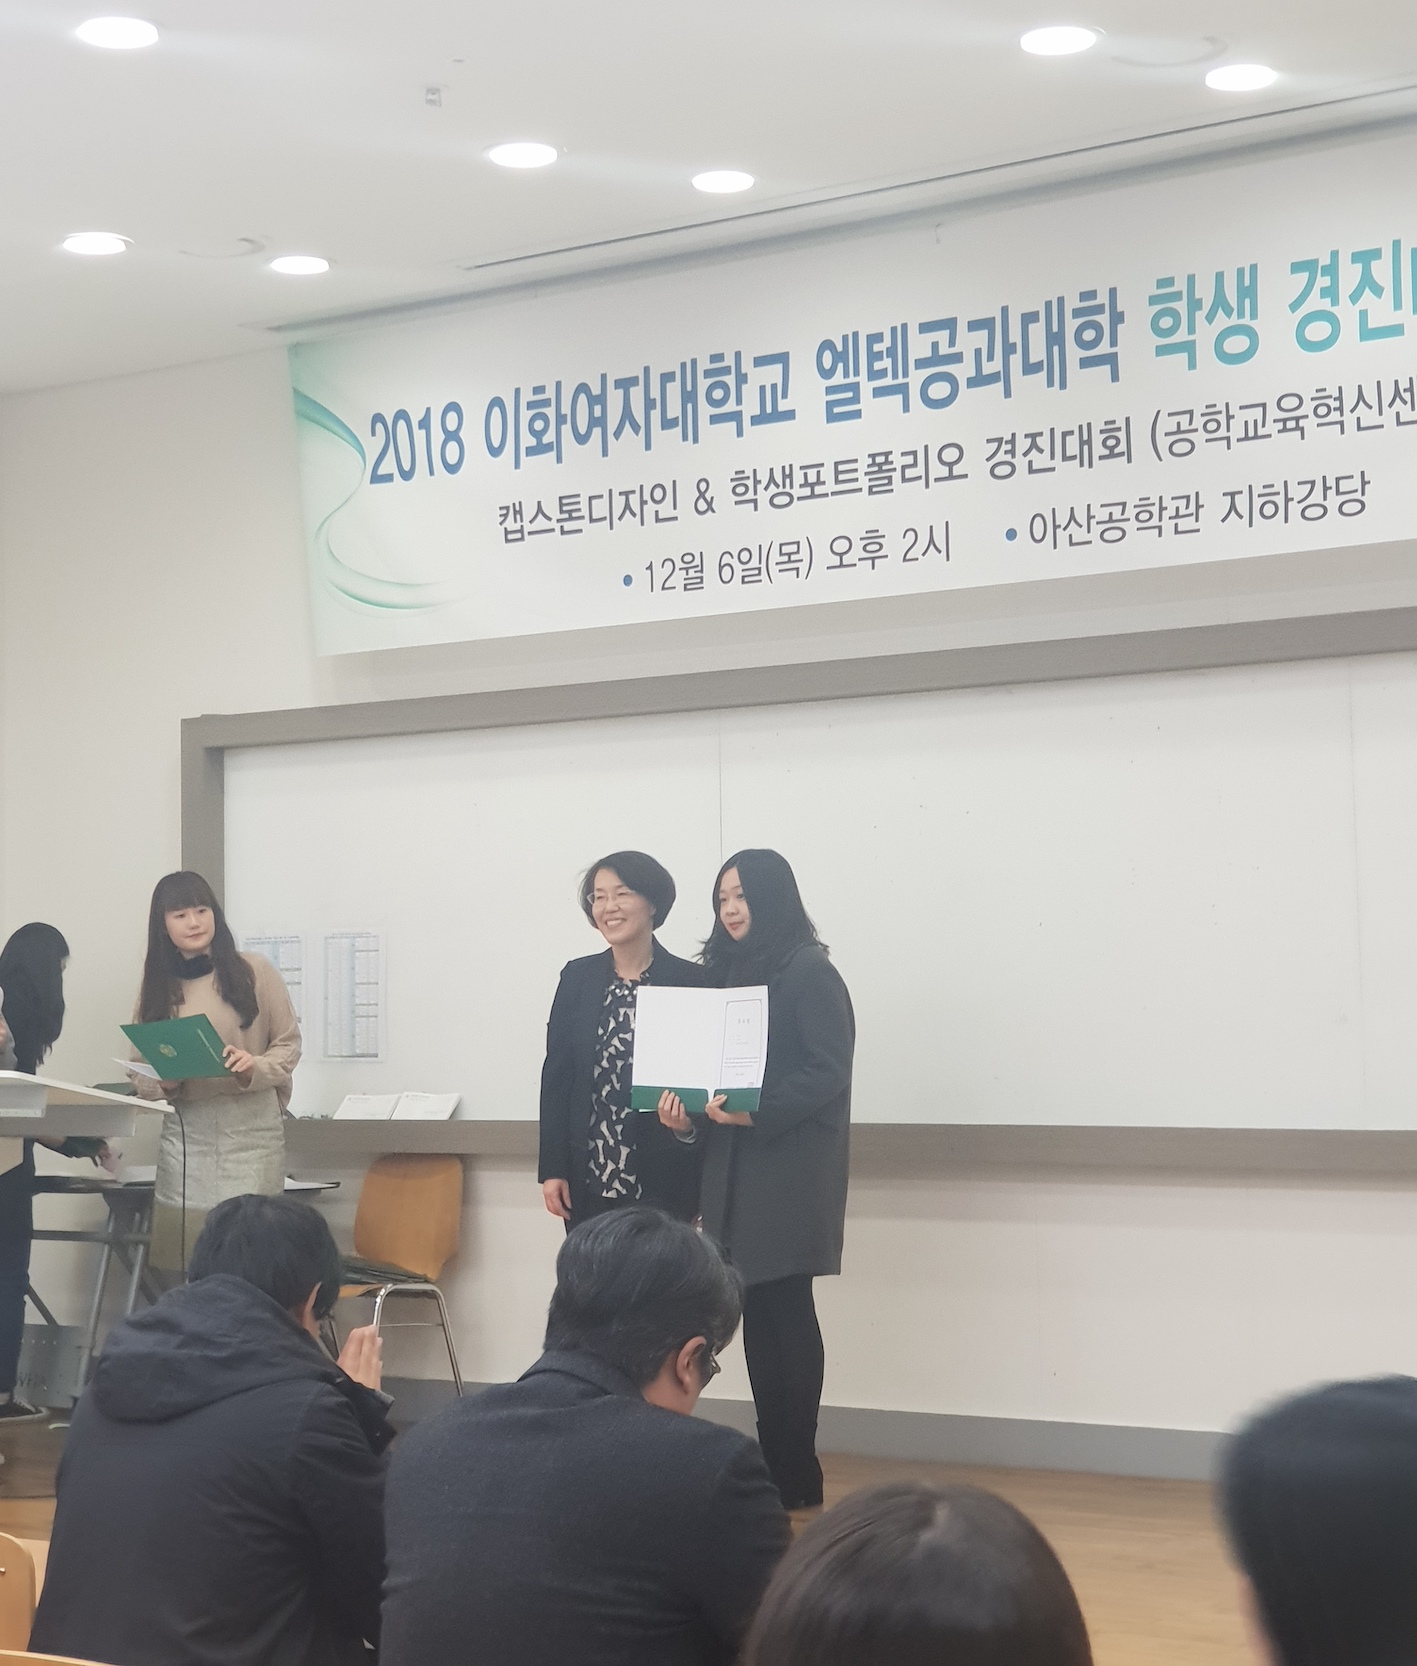 2018 이화여자대학교 엘텍공과대학 학생 경진
캡스톤디자인 & 학생포트폴리오 경진대회 (공학교육혁신센
• 12월 6일(목) 오후 2시 • 아산공학관 지하강당